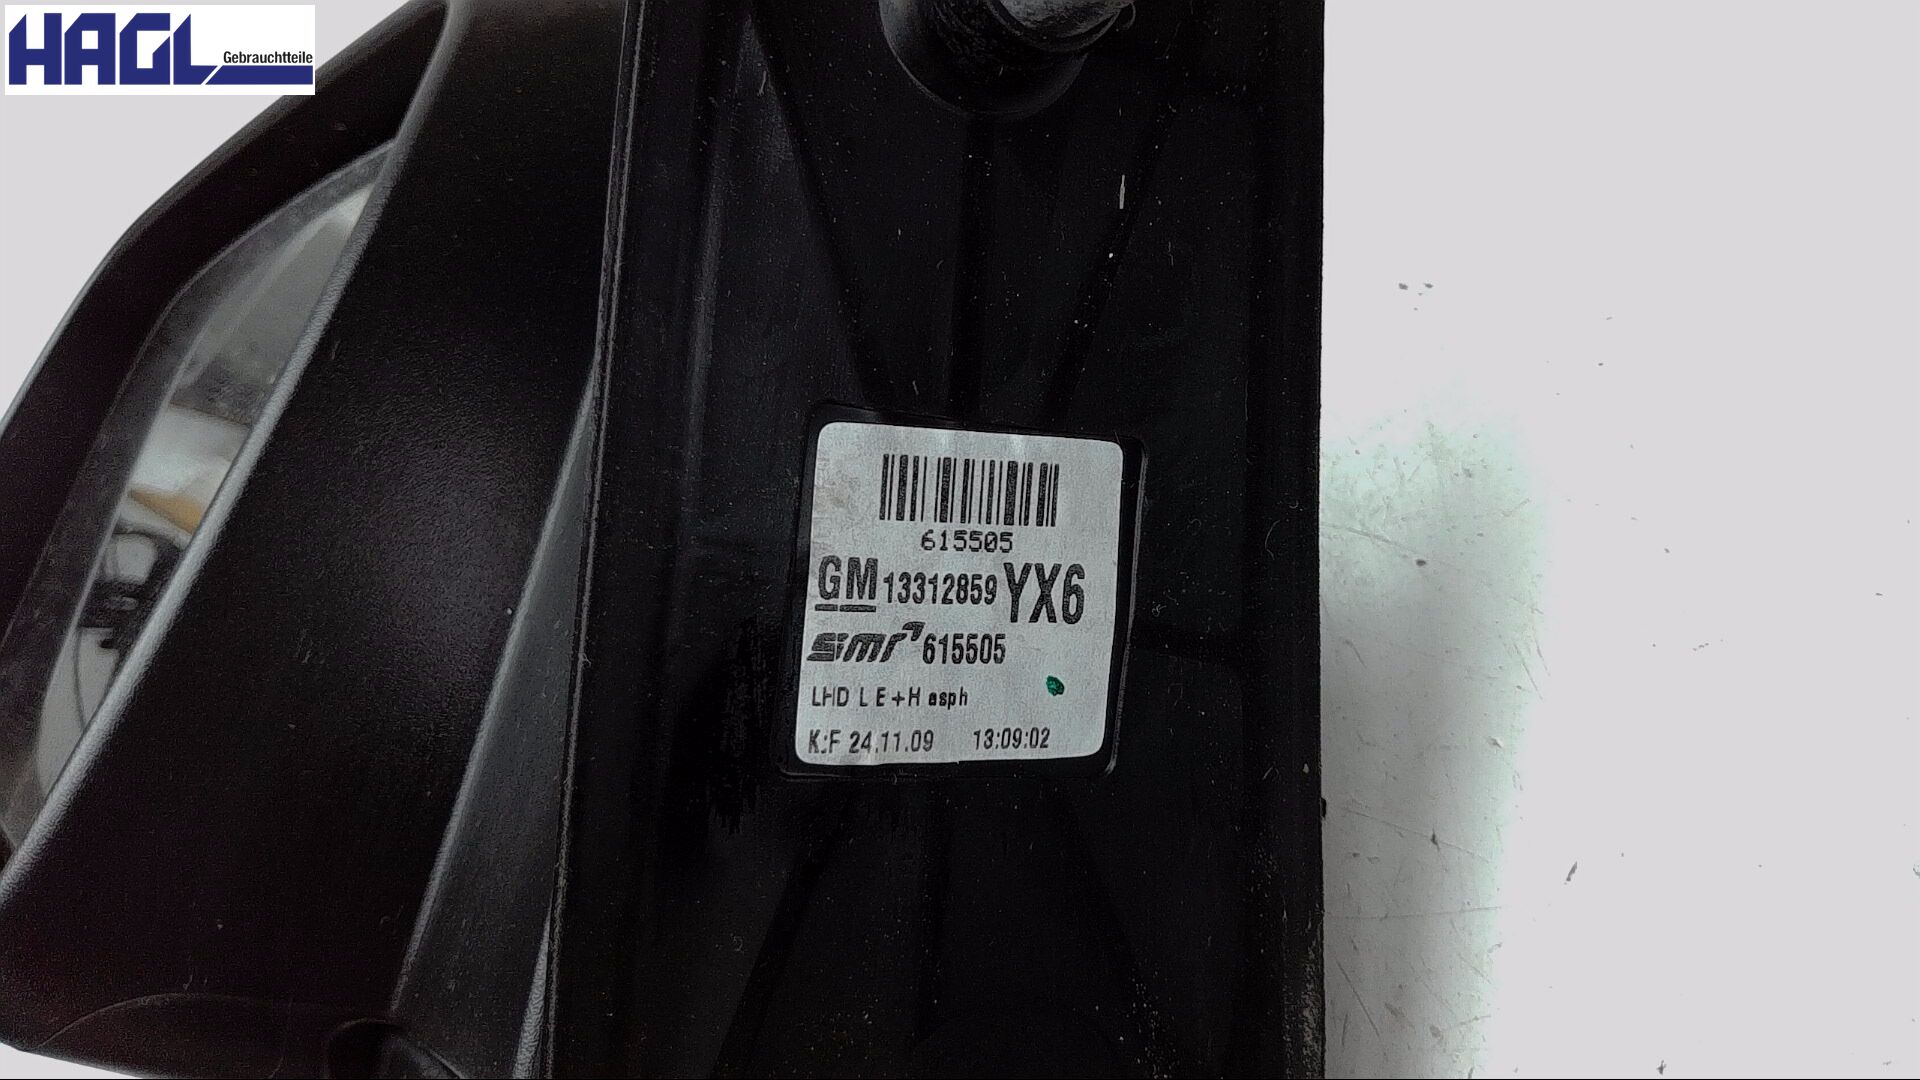 HAGL Gebrauchtteile
615505
GM 13312859 YX6
smr 615505
LHD L E+H asph
K:F 24.11.09 13:09:02